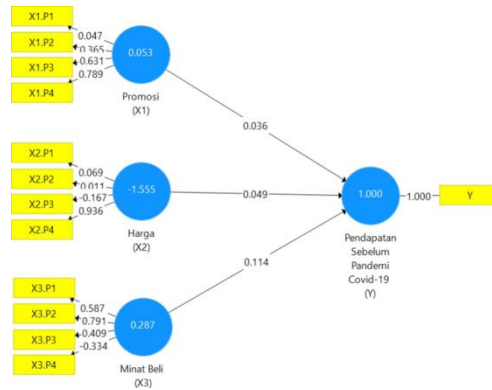 X1.P1
X1.P2
X1.P3
X1.P4
0.047
0.365
-0.631
0.789
0.053
Promosi
(X1)
0.036
X2.P1
X2.P2
X2.P3
X2.P4
0.069
0.011
-0.167
0.936
-1.555
Harga
(X2)
0.049
1.000
1.000
Y
Pendapatan
Sebelum
Pandemi
Covid-19
(Y)
0.114
X3.P1
X3.P2
X3.P3
X3.P4
0.587
0.791
0.409
-0.334
0.287
Minat Beli
(X3)